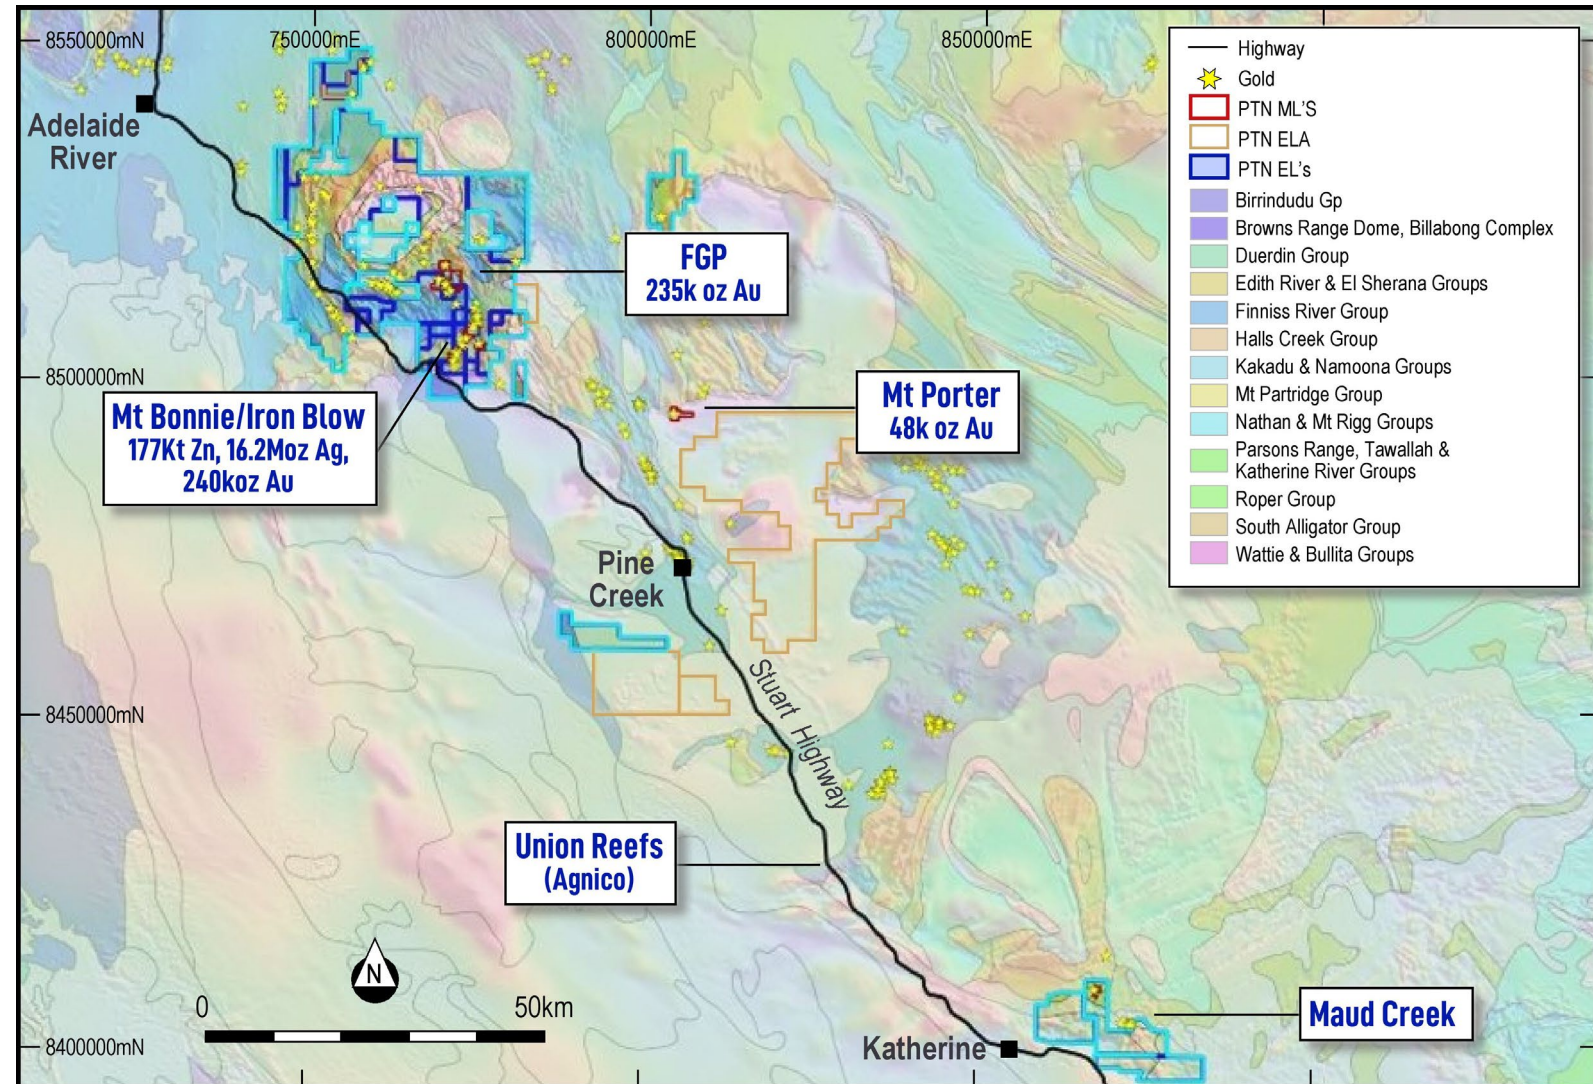 8550000mN
750000mE
800000mE
850000mE
Highway
Gold
PTN ML'S
PTN ELA
PTN EL's
Birrindudu Gp
Browns Range Dome, Billabong Complex
Duerdin Group
Edith River & El Sherana Groups
Finniss River Group
Halls Creek Group
Kakadu & Namoona Groups
Mt Partridge Group
Nathan & Mt Rigg Groups
Parsons Range, Tawallah &
Katherine River Groups
Roper Group
South Alligator Group
Wattie & Bullita Groups
Adelaide
River
FGP
235k oz Au
8500000mN
Mt Bonnie/Iron Blow
177Kt Zn, 16.2Moz Ag,
240koz Au
Mt Porter
48k oz Au
Pine
Creek
Stuart Highway
8450000mN
Union Reefs
(Agnico)
N
0
50km
Maud Creek
Katherine
8400000mN